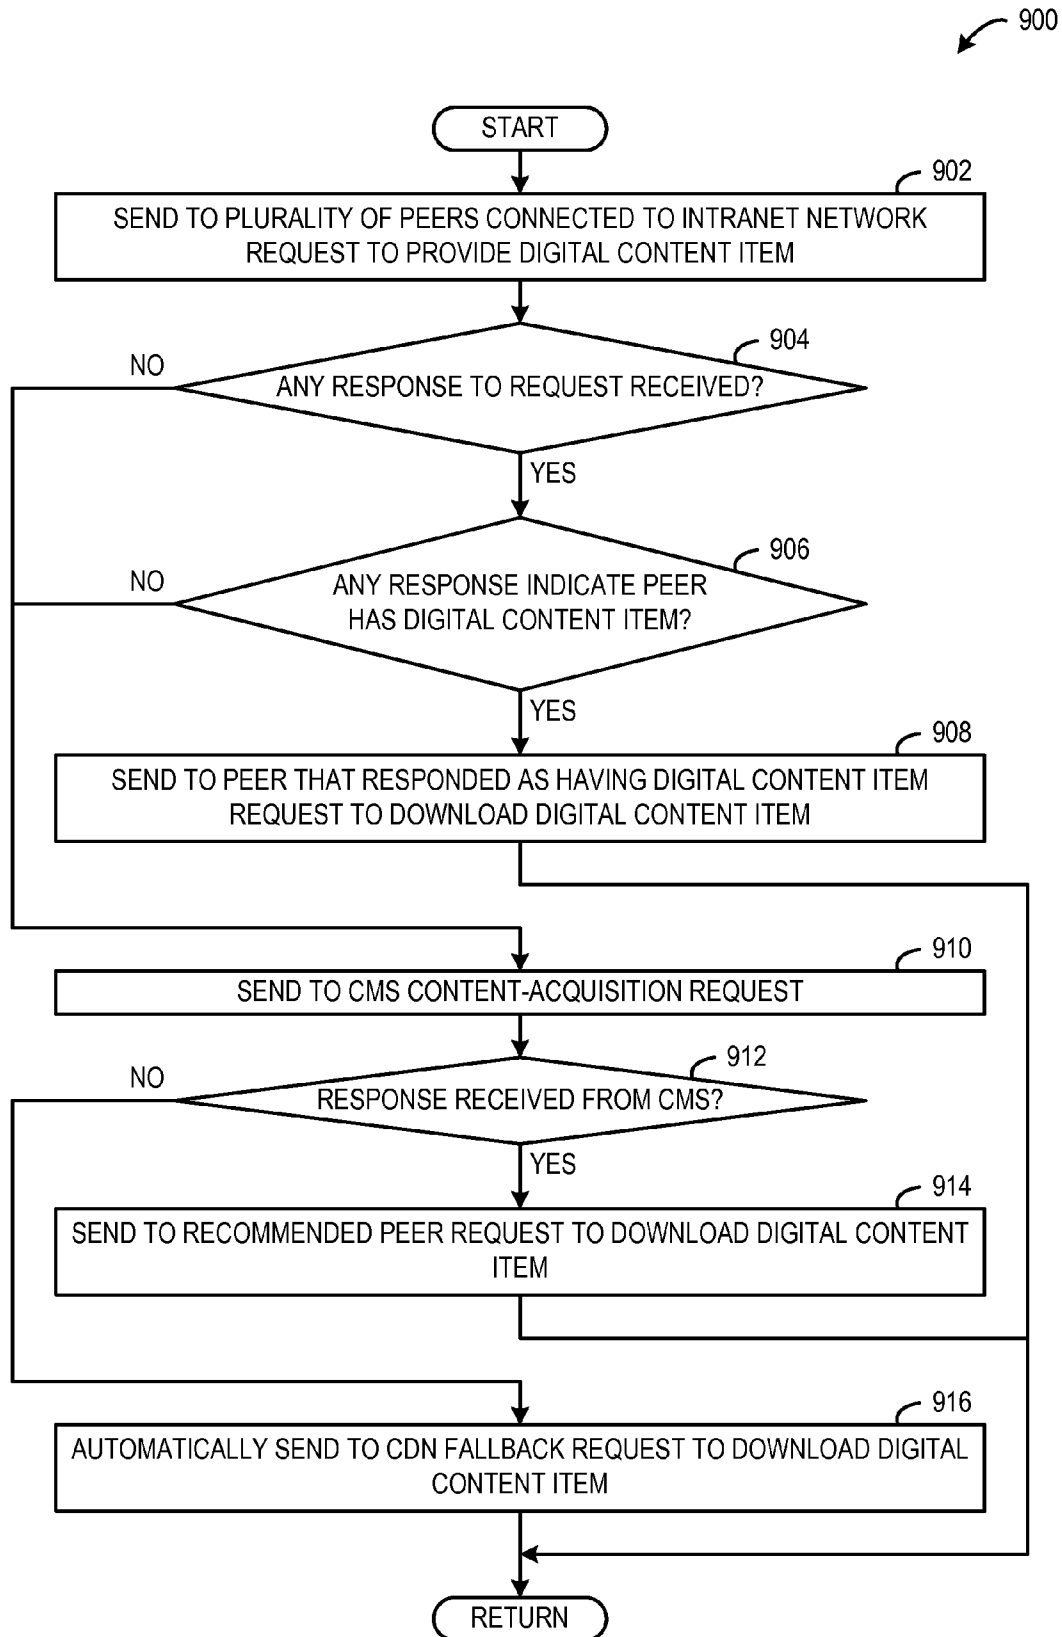 900
START
902
SEND TO PLURALITY OF PEERS CONNECTED TO INTRANET NETWORK
REQUEST TO PROVIDE DIGITAL CONTENT ITEM
904
NO
ANY RESPONSE TO REQUEST RECEIVED?
YES
906
NO
ANY RESPONSE INDICATE PEER
HAS DIGITAL CONTENT ITEM?
YES
908
SEND TO PEER THAT RESPONDED AS HAVING DIGITAL CONTENT ITEM
REQUEST TO DOWNLOAD DIGITAL CONTENT ITEM
910
SEND TO CMS CONTENT-ACQUISITION REQUEST
912
NO
RESPONSE RECEIVED FROM CMS?
YES
914
SEND TO RECOMMENDED PEER REQUEST TO DOWNLOAD DIGITAL CONTENT
ITEM
916
AUTOMATICALLY SEND TO CDN FALLBACK REQUEST TO DOWNLOAD DIGITAL
CONTENT ITEM
RETURN